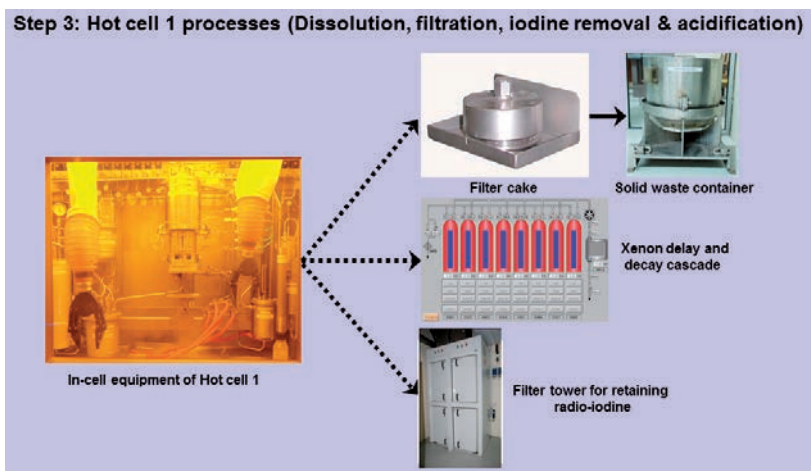 Step 3: Hot cell 1 processes (Dissolution, filtration, iodine removal & acidification)
Filter cake
Solid waste container
Xenon delay and
decay cascade
In-cell equipment of Hot cell 1
Filter tower for retaining
radio-iodine